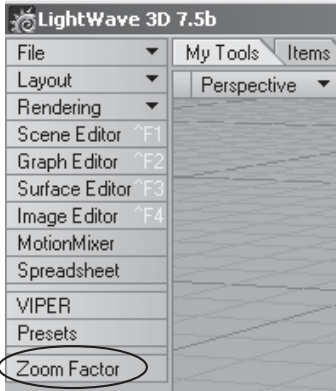 LightWave 3D 7.5b
File
My Tools Items
Layout
Perspective
Rendering
Scene Editor ^F1
Graph Editor ^F2
Surface Editor ^F3
Image Editor ^F4
MotionMixer
Spreadsheet
VIPER
Presets
Zoom Factor